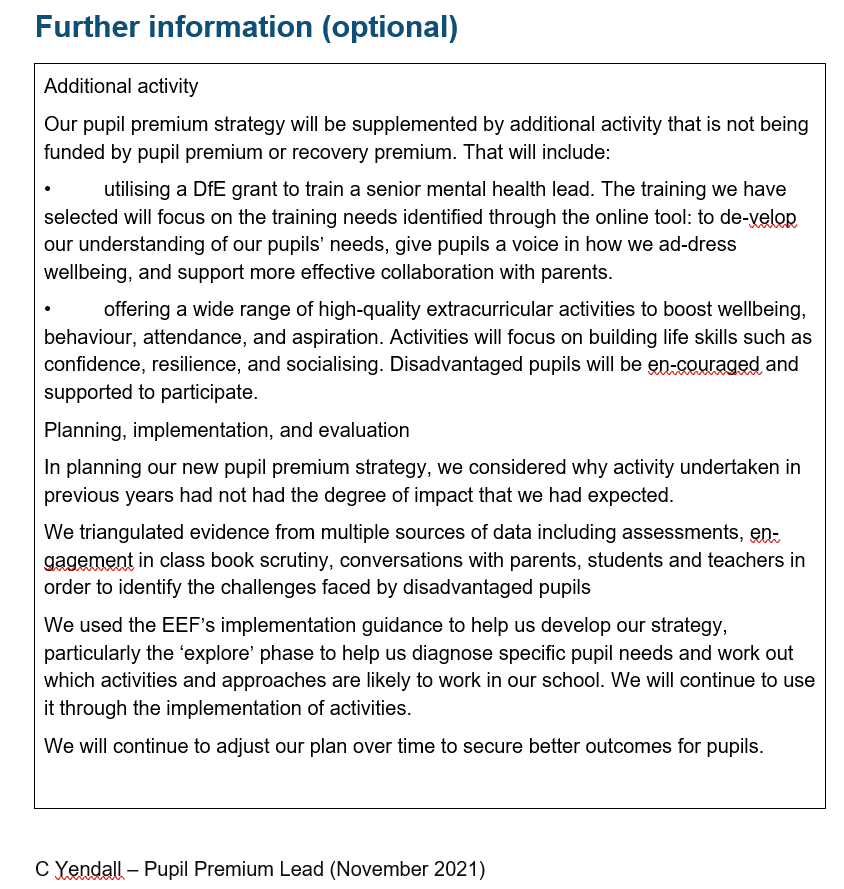 Further information (optional)
Additional activity
Our pupil premium strategy will be supplemented by additional activity that is not being
funded by pupil premium or recovery premium. That will include:
• utilising a DfE grant to train a senior mental health lead. The training we have
selected will focus on the training needs identified through the online tool: to de-velop
our understanding of our pupils’ needs, give pupils a voice in how we ad-dress
wellbeing, and support more effective collaboration with parents.
• offering a wide range of high-quality extracurricular activities to boost wellbeing,
behaviour, attendance, and aspiration. Activities will focus on building life skills such as
confidence, resilience, and socialising. Disadvantaged pupils will be en-couraged and
supported to participate.
Planning, implementation, and evaluation
In planning our new pupil premium strategy, we considered why activity undertaken in
previous years had not had the degree of impact that we had expected.
We triangulated evidence from multiple sources of data including assessments, en-
gagement in class book scrutiny, conversations with parents, students and teachers in
order to identify the challenges faced by disadvantaged pupils
We used the EEF’s implementation guidance to help us develop our strategy,
particularly the ‘explore’ phase to help us diagnose specific pupil needs and work out
which activities and approaches are likely to work in our school. We will continue to use
it through the implementation of activities.
We will continue to adjust our plan over time to secure better outcomes for pupils.
C Yendall – Pupil Premium Lead (November 2021)